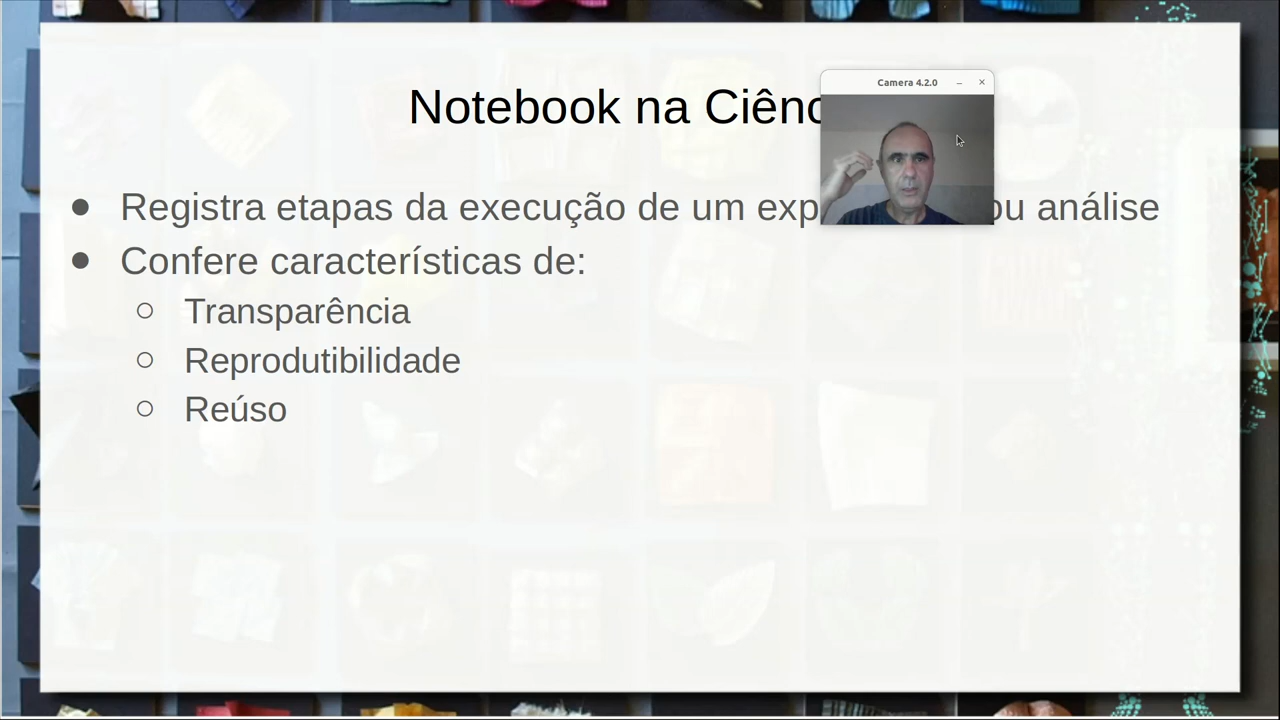 Camera 4.2.0
Notebook na Ciênc
Registra etapas da execução de um exp ou análise
Confere características de:
Transparência
Reprodutibilidade
Reúso